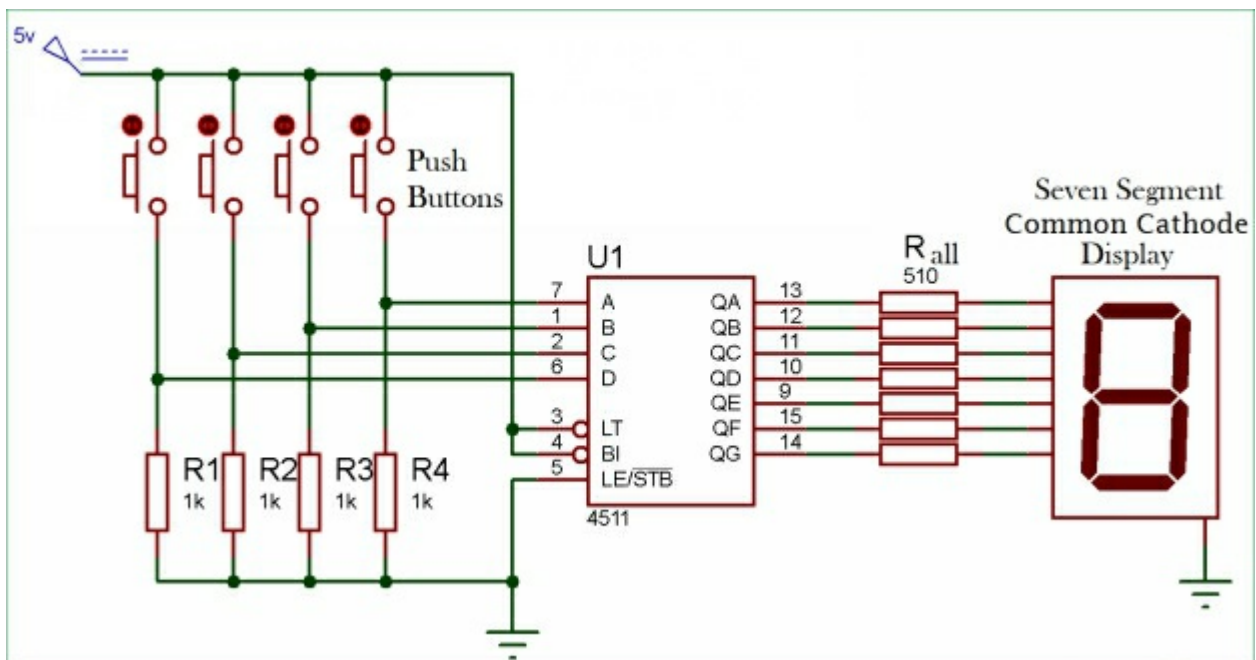 5v
Push
Buttons
Seven Segment
Common Cathode
Display
R all
510
U1
7 A QA 13
1 B QB 12
2 C QC 11
6 D QD 10
QE 9
3 LT QF 15
4 BI QG 14
5 LE/STB
4511
R1 R2 R3 R4
1k 1k 1k 1k